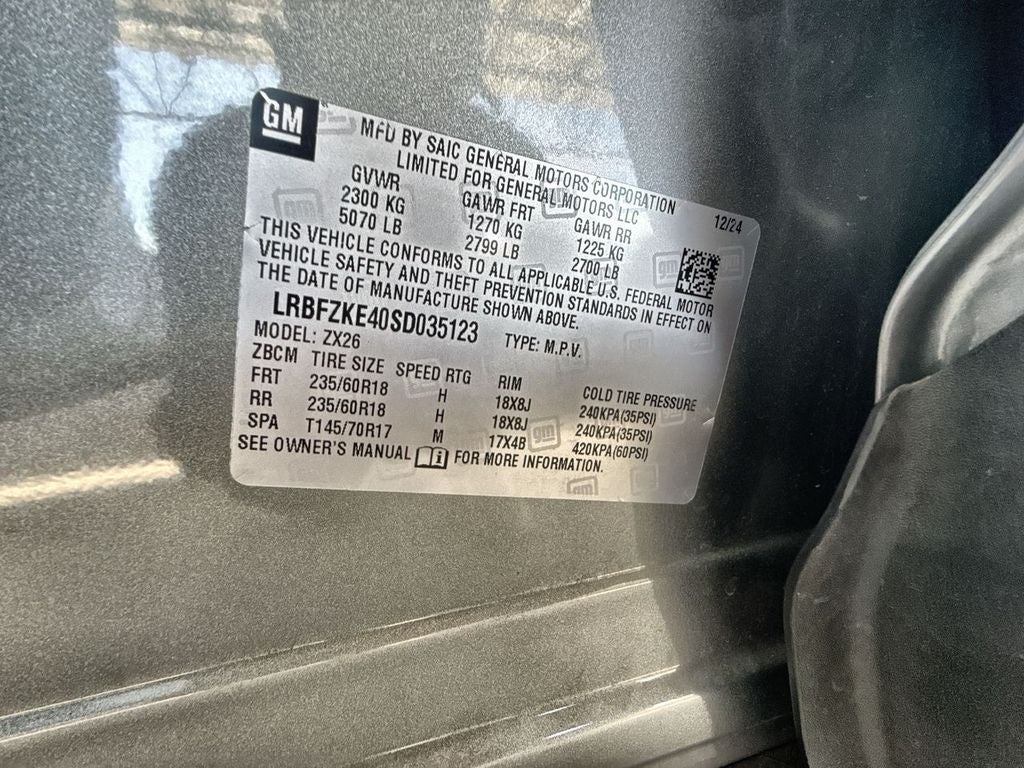 GM
MFD BY SAIC GENERAL MOTORS CORPORATION
LIMITED FOR GENERAL MOTORS LLC
12/24
GVWR GAWR FRT GAWR RR
2300 KG 1270 KG 1225 KG
5070 LB 2799 LB 2700 LB
THIS VEHICLE CONFORMS TO ALL APPLICABLE U.S. FEDERAL MOTOR
VEHICLE SAFETY AND THEFT PREVENTION STANDARDS IN EFFECT ON
THE DATE OF MANUFACTURE SHOWN ABOVE.
LRBFZKE40SD035123 TYPE: M.P.V.
MODEL: ZX26
ZBCM TIRE SIZE SPEED RTG RIM COLD TIRE PRESSURE
FRT 235/60R18 H 18X8J 240KPA(35PSI)
RR 235/60R18 H 18X8J 240KPA(35PSI)
SPA T145/70R17 M 17X4B 420KPA(60PSI)
SEE OWNER'S MANUAL i FOR MORE INFORMATION.